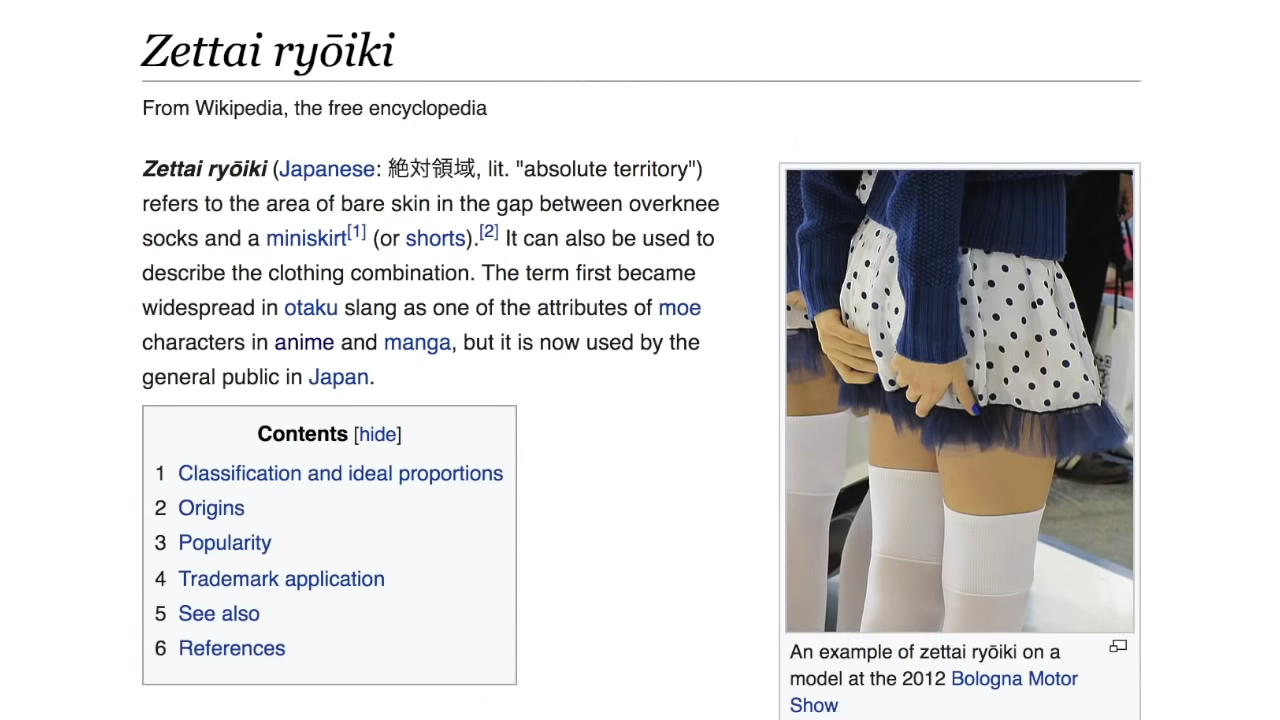 Zettai ryōiki
From Wikipedia, the free encyclopedia
Zettai ryōiki (Japanese: 絶対領域, lit. "absolute territory")
refers to the area of bare skin in the gap between overknee
socks and a miniskirt[1] (or shorts).[2] It can also be used to
describe the clothing combination. The term first became
widespread in otaku slang as one of the attributes of moe
characters in anime and manga, but it is now used by the
general public in Japan.
Contents [hide]
1 Classification and ideal proportions
2 Origins
3 Popularity
4 Trademark application
5 See also
6 References
An example of zettai ryōiki on a
model at the 2012 Bologna Motor
Show